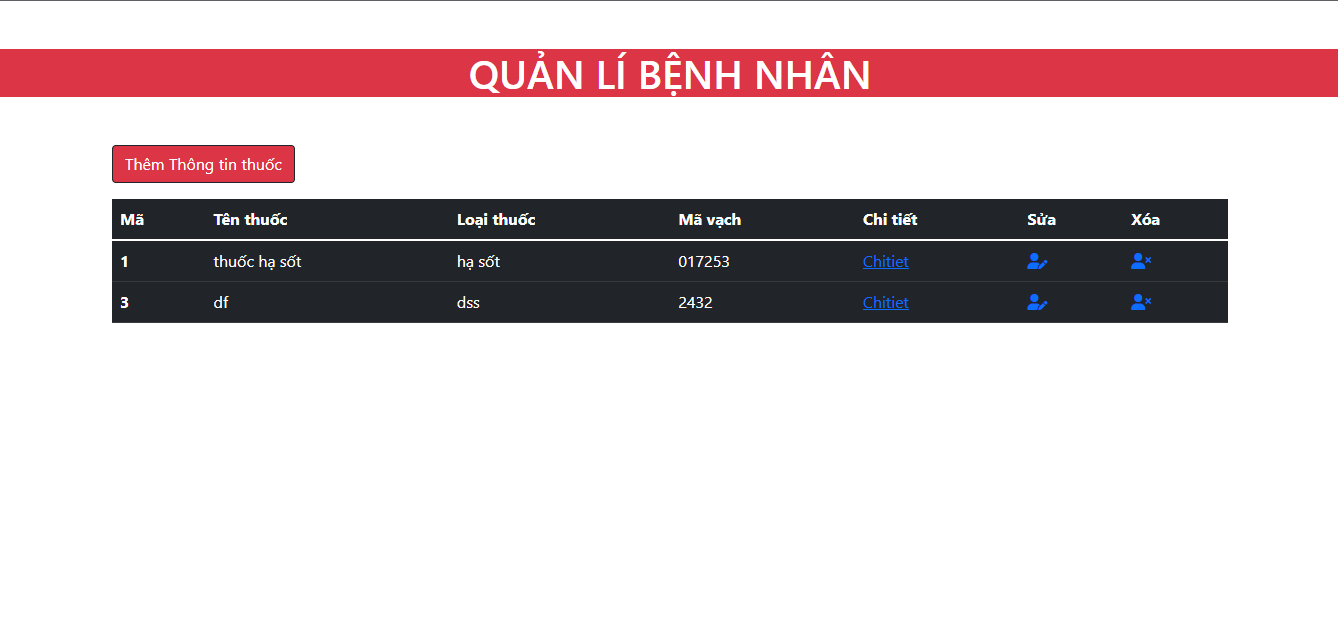 QUẢN LÍ BỆNH NHÂN
Thêm Thông tin thuốc
Mã Tên thuốc Loại thuốc Mã vạch Chi tiết Sửa Xóa
1 thuốc hạ sốt hạ sốt 017253 Chitiet
3 df dss 2432 Chitiet